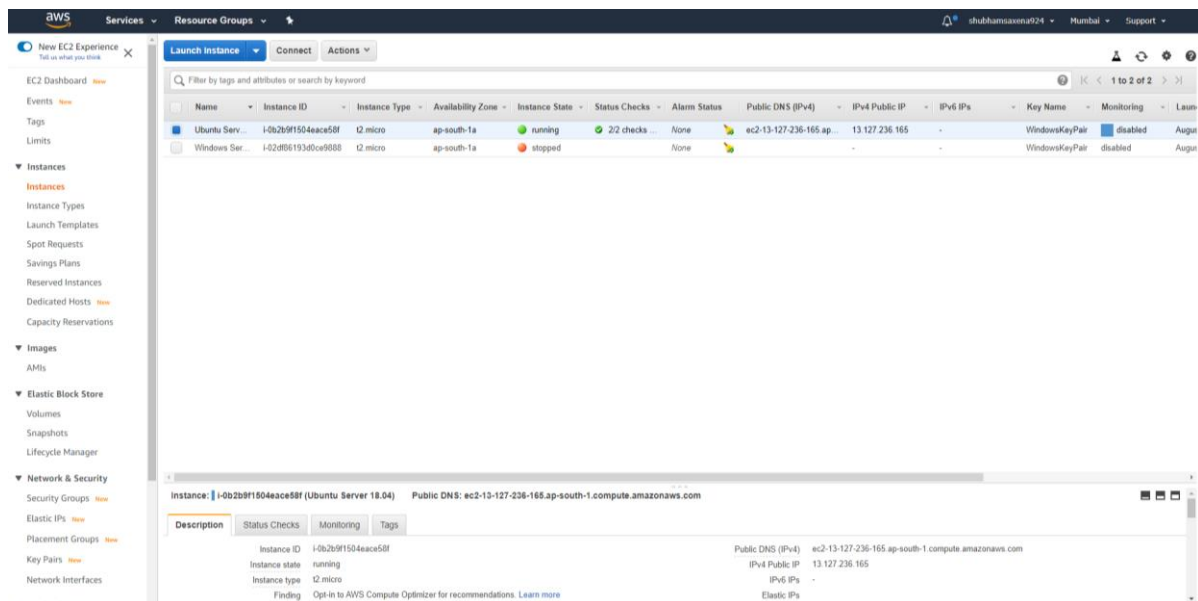 aws Services Resource Groups shubhamsaxena924 Mumbai Support
New EC2 Experience
Tell us what you think
Launch Instance Connect Actions
EC2 Dashboard New
Events New
Tags
Limits
Instances
Instances
Instance Types
Launch Templates
Spot Requests
Savings Plans
Reserved Instances
Dedicated Hosts New
Capacity Reservations
Images
AMIs
Elastic Block Store
Volumes
Snapshots
Lifecycle Manager
Network & Security
Security Groups New
Elastic IPs New
Placement Groups New
Key Pairs New
Network Interfaces
Filter by tags and attributes or search by keyword 1 to 2 of 2
Name Instance ID Instance Type Availability Zone Instance State Status Checks Alarm Status Public DNS (IPv4) IPv4 Public IP IPv6 IPs Key Name Monitoring Laun
Ubuntu Serv... i-0b2b9f1504eace58f t2.micro ap-south-1a running 2/2 checks ... None ec2-13-127-236-165.ap... 13.127.236.165 - WindowsKeyPair disabled Augus
Windows Ser... i-02df86193d0ce9888 t2.micro ap-south-1a stopped None - - WindowsKeyPair disabled Augus
Instance: i-0b2b9f1504eace58f (Ubuntu Server 18.04) Public DNS: ec2-13-127-236-165.ap-south-1.compute.amazonaws.com
Description Status Checks Monitoring Tags
Instance ID i-0b2b9f1504eace58f Public DNS (IPv4) ec2-13-127-236-165.ap-south-1.compute.amazonaws.com
Instance state running IPv4 Public IP 13.127.236.165
Instance type t2.micro IPv6 IPs -
Finding Opt-in to AWS Compute Optimizer for recommendations. Learn more Elastic IPs